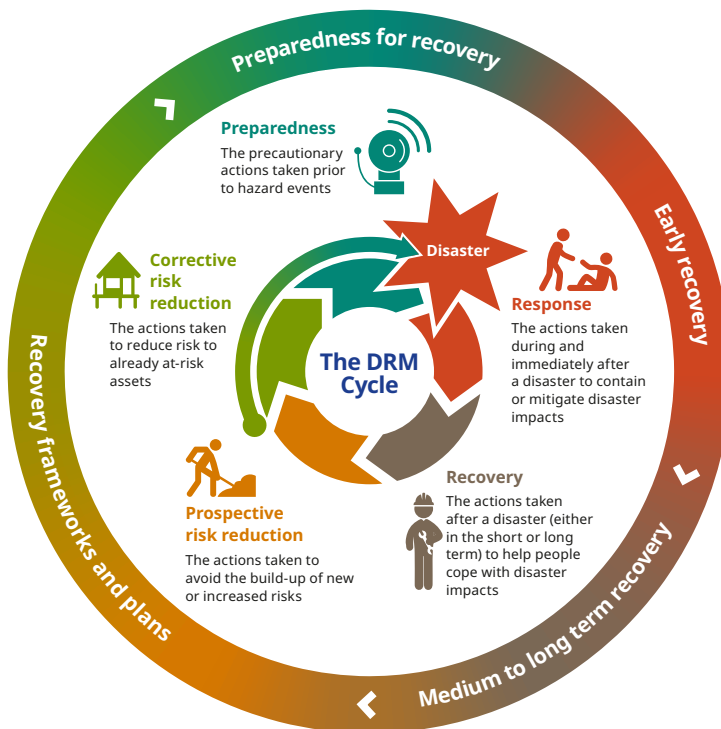 Preparedness for recovery
Preparedness
The precautionary
actions taken prior
to hazard events
Disaster
Early recovery
Corrective
risk
reduction
The actions taken
to reduce risk to
already at-risk
assets
Response
The actions taken
during and
immediately after
a disaster to contain
or mitigate disaster
impacts
The DRM
Cycle
Recovery frameworks and plans
Prospective
risk reduction
The actions taken to
avoid the build-up of new
or increased risks
Recovery
The actions taken
after a disaster (either
in the short or long
term) to help people
cope with disaster
impacts
Medium to long term recovery